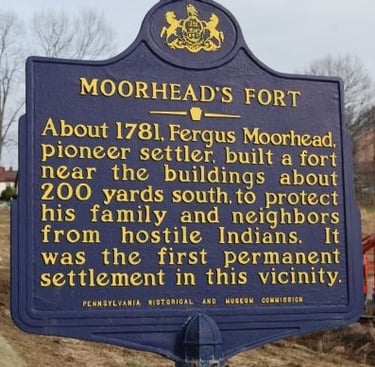 MOORHEAD'S FORT
About 1781, Fergus Moorhead,
pioneer settler, built a fort
near the buildings about
200 yards south, to protect
his family and neighbors
from hostile Indians. It
was the first permanent
settlement in this vicinity.
PENNSYLVANIA HISTORICAL AND MUSEUM COMMISSION